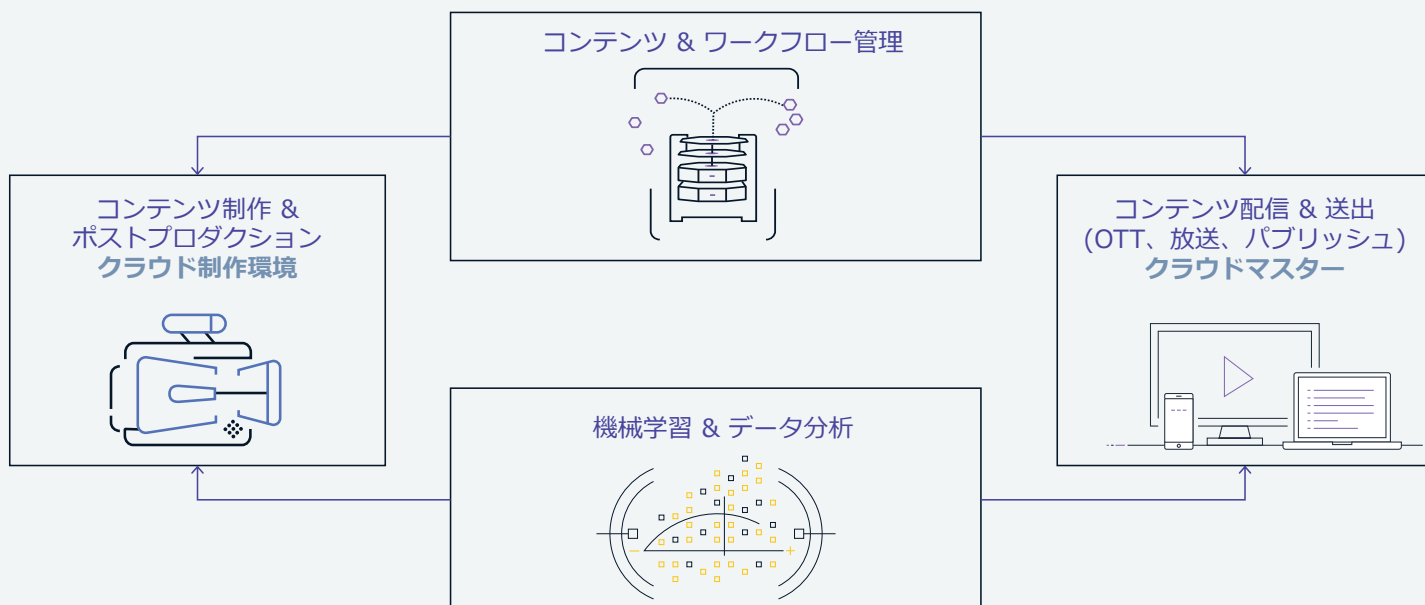 コンテンツ & ワークフロー管理
コンテンツ制作 &
ポストプロダクション
クラウド制作環境
コンテンツ配信 & 送出
(OTT、放送、パブリッシュ)
クラウドマスター
機械学習 & データ分析